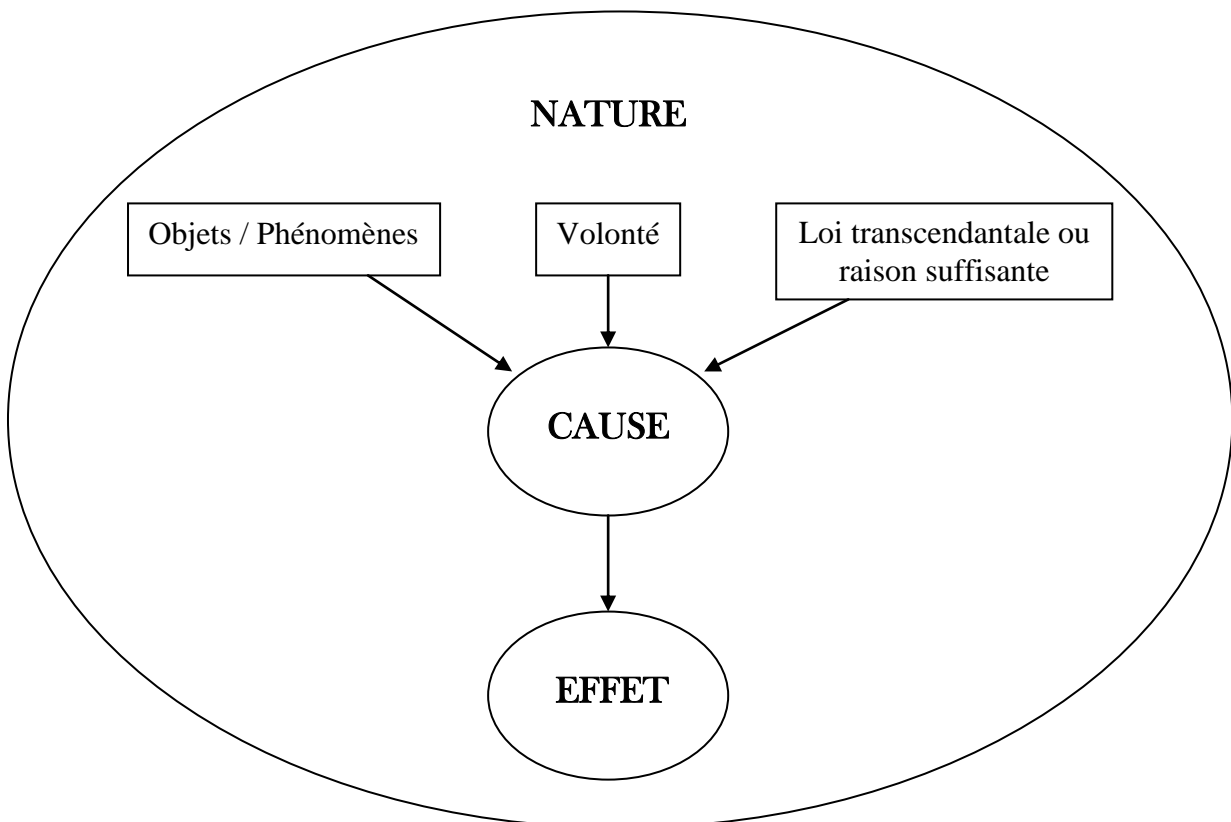 NATURE
Objets / Phénomènes
Volonté
Loi transcendantale ou
raison suffisante
CAUSE
EFFET